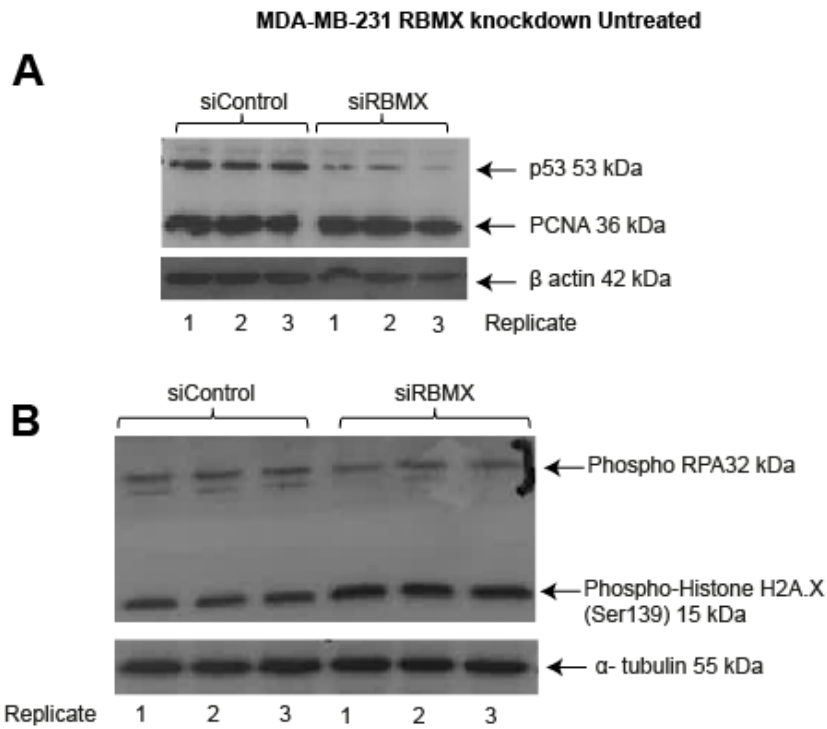 MDA-MB-231 RBMX knockdown Untreated
A
siControl siRBMX
p53 53 kDa
PCNA 36 kDa
β actin 42 kDa
1 2 3 1 2 3 Replicate
siControl siRBMX
B
Phospho RPA32 kDa
Phospho-Histone H2A.X
(Ser139) 15 kDa
α- tubulin 55 kDa
Replicate 1 2 3 1 2 3